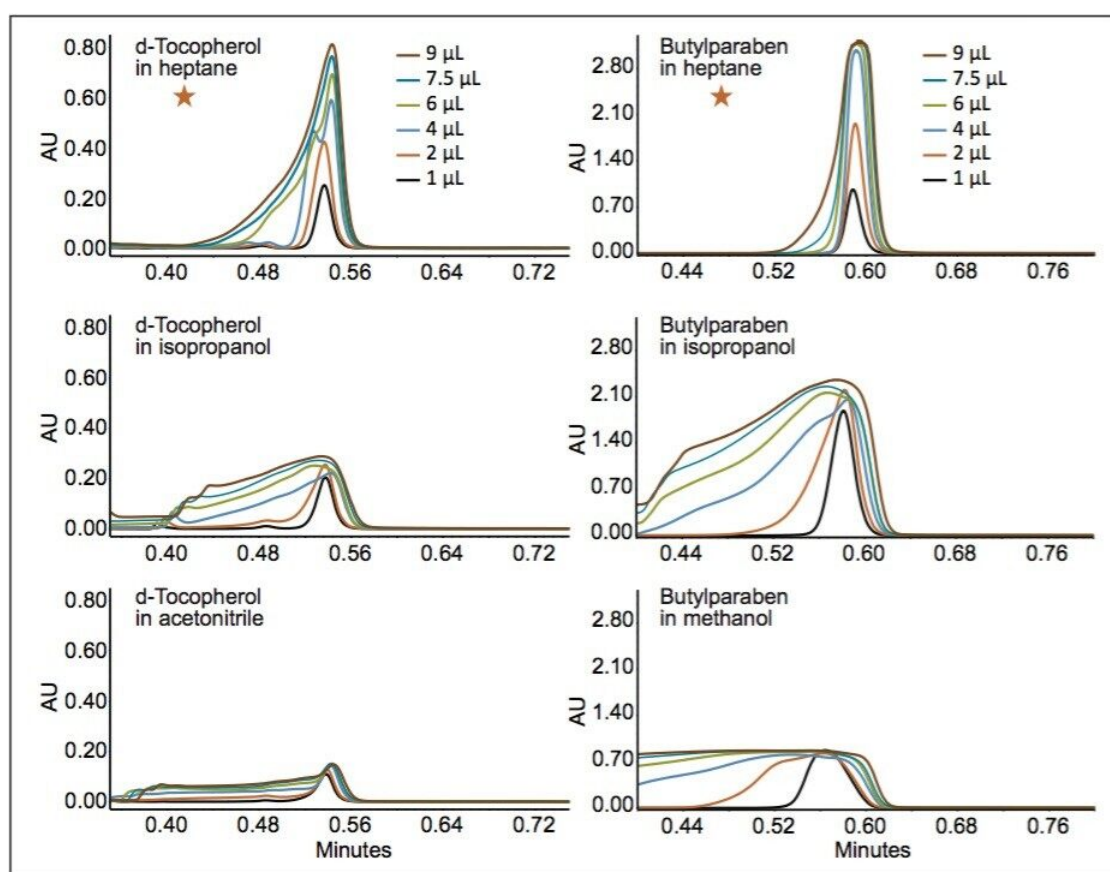 d-Tocopherol
in heptane
9 µL
7.5 µL
6 µL
4 µL
2 µL
1 µL
AU
0.80
0.60
0.40
0.20
0.00
0.40 0.48 0.56 0.64 0.72
Butylparaben
in heptane
9 µL
7.5 µL
6 µL
4 µL
2 µL
1 µL
AU
2.80
2.10
1.40
0.70
0.00
0.44 0.52 0.60 0.68 0.76
d-Tocopherol
in isopropanol
AU
0.80
0.60
0.40
0.20
0.00
0.40 0.48 0.56 0.64 0.72
Butylparaben
in isopropanol
AU
2.80
2.10
1.40
0.70
0.00
0.44 0.52 0.60 0.68 0.76
d-Tocopherol
in acetonitrile
AU
0.80
0.60
0.40
0.20
0.00
0.40 0.48 0.56 0.64 0.72
Minutes
Butylparaben
in methanol
AU
2.80
2.10
1.40
0.70
0.00
0.44 0.52 0.60 0.68 0.76
Minutes